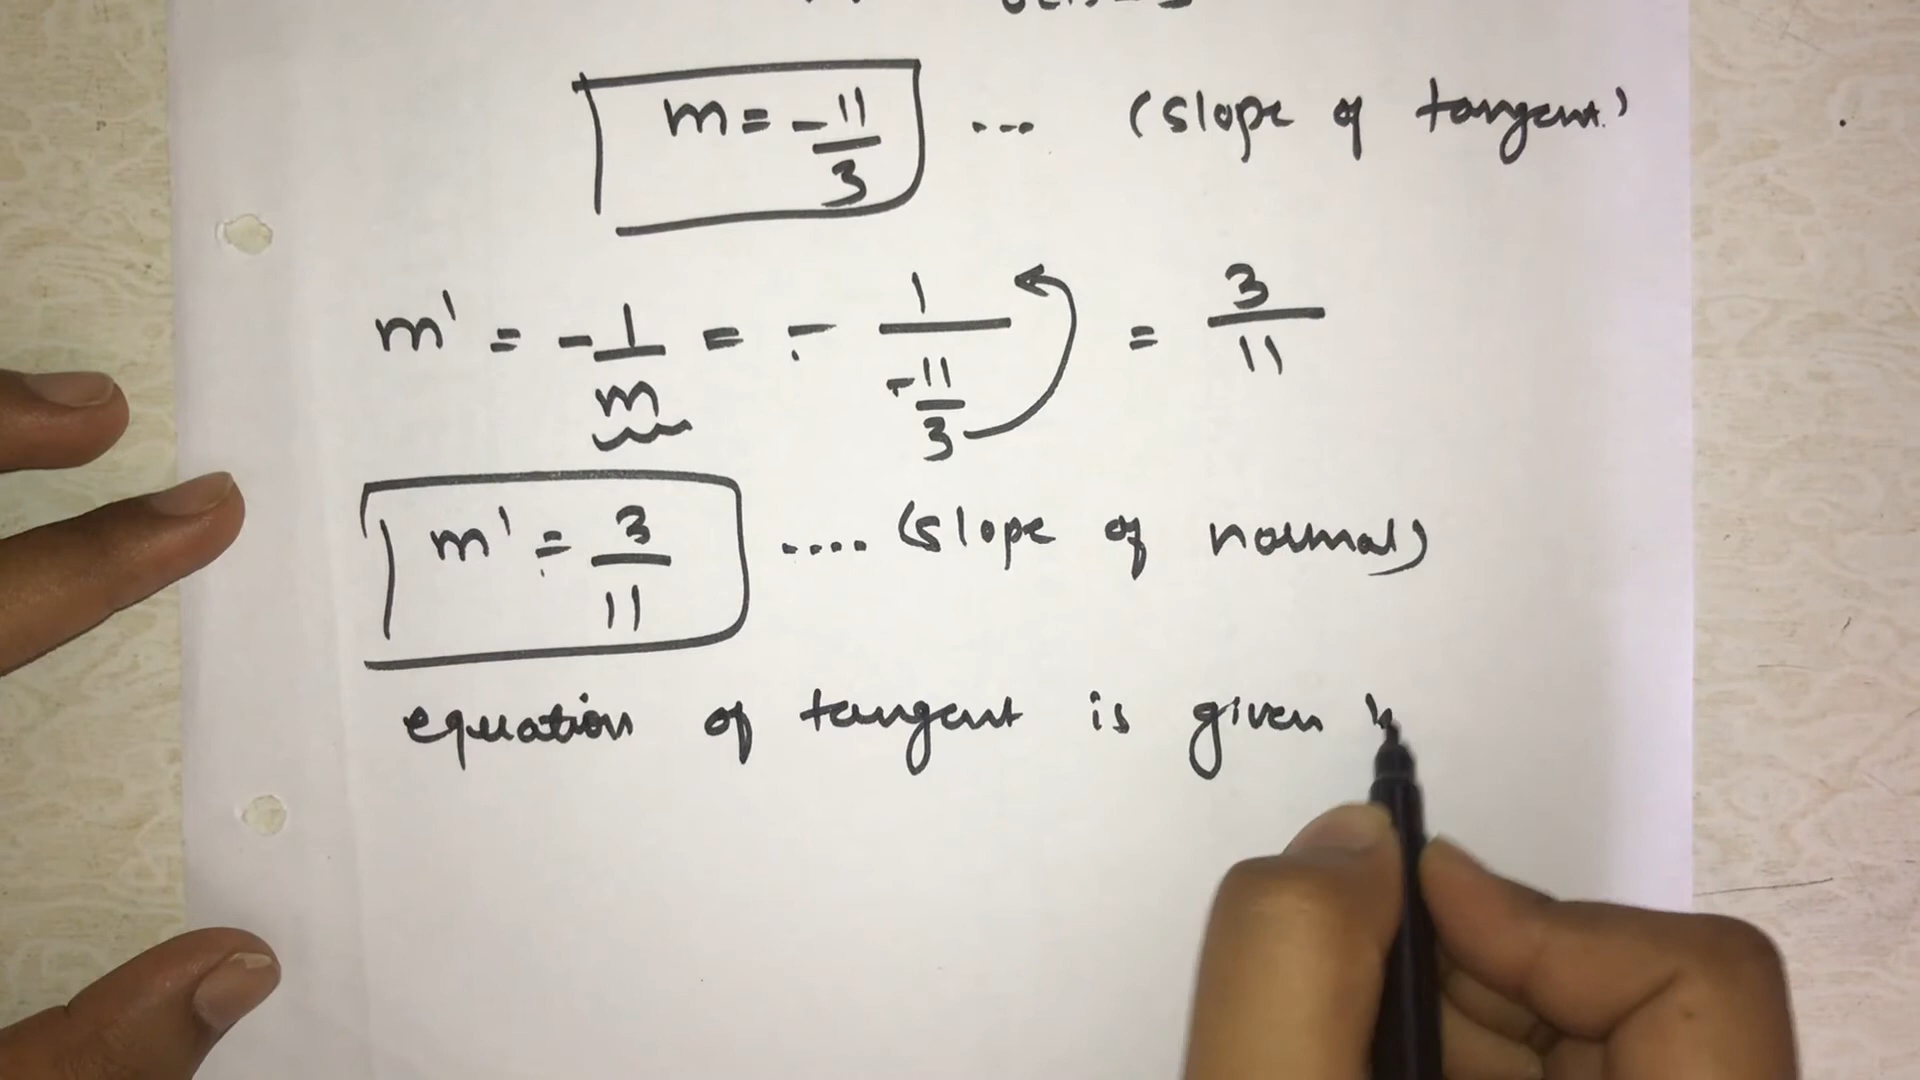 m = -11/3 ... (slope of tangent)
m' = -1/m = - 1/(-11/3) = 3/11
m' = 3/11 .... (slope of normal)
equation of tangent is given